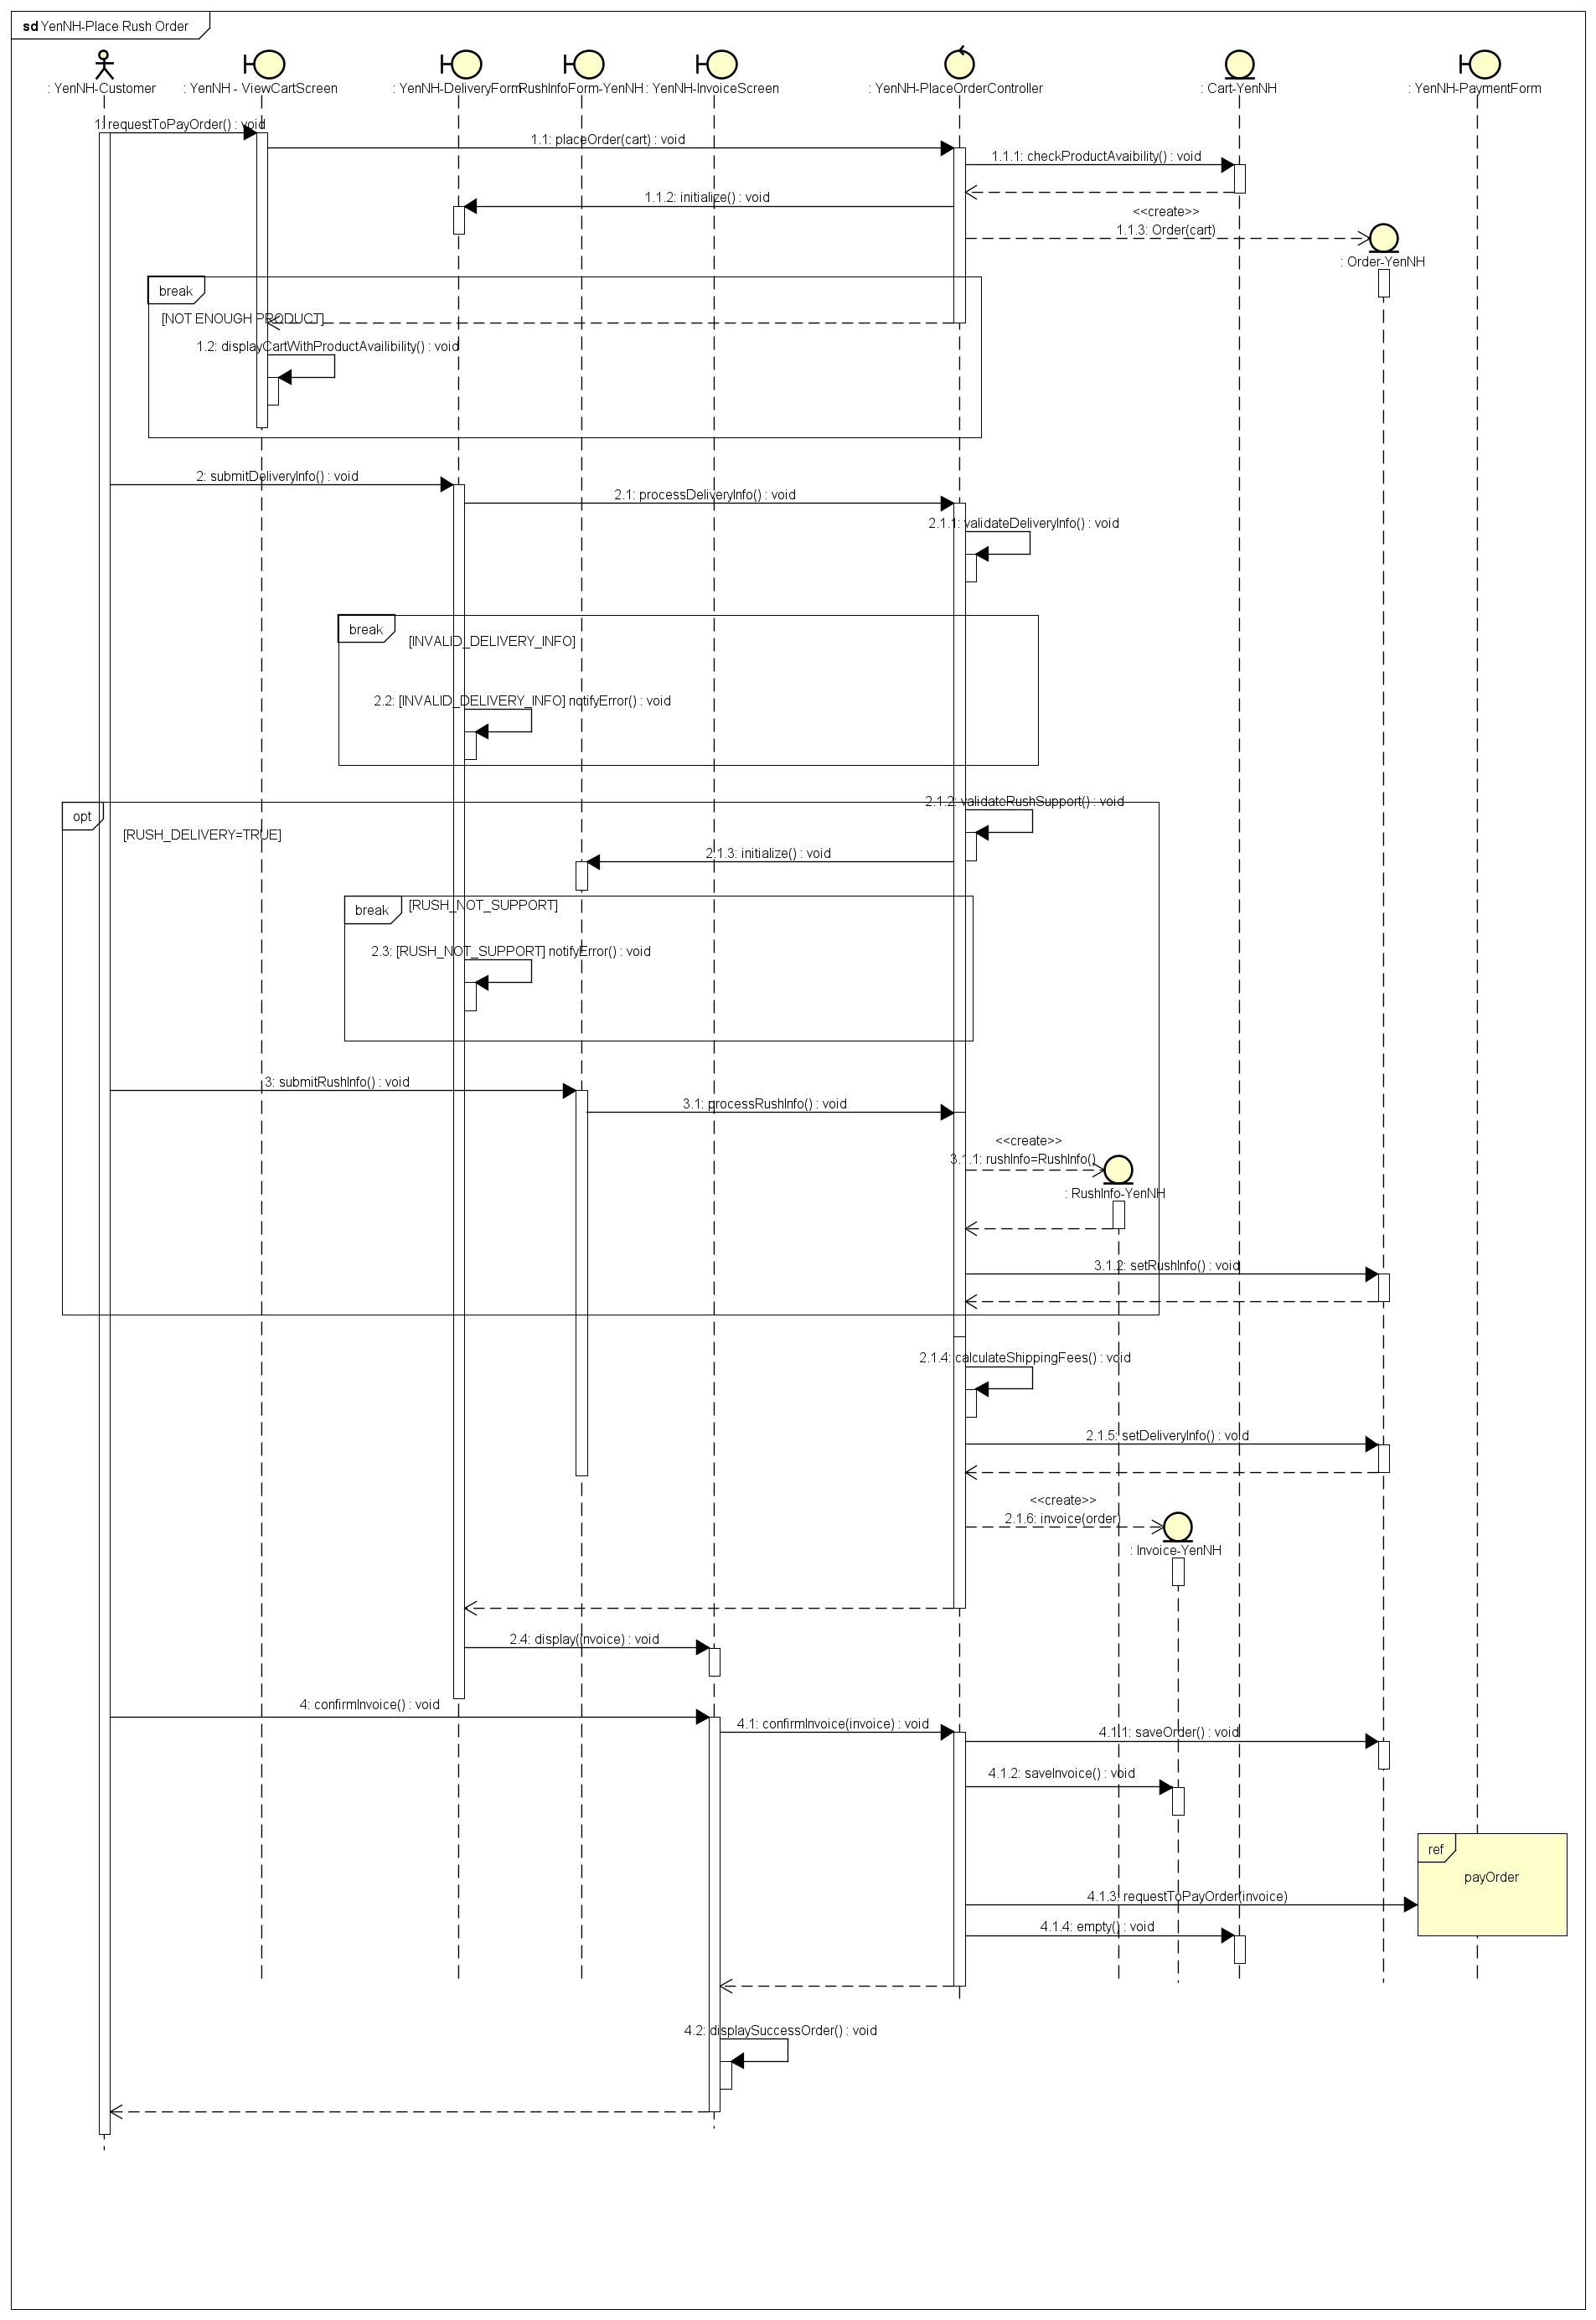 sd YenNH-Place Rush Order
: YenNH-Customer
: YenNH - ViewCartScreen
: YenNH-DeliveryForm
RushInfoForm-YenNH
: YenNH-InvoiceScreen
: YenNH-PlaceOrderController
: Cart-YenNH
: YenNH-PaymentForm
1: requestToPayOrder() : void
1.1: placeOrder(cart) : void
1.1.1: checkProductAvaibility() : void
1.1.2: initialize() : void
<<create>>
1.1.3: Order(cart)
: Order-YenNH
break
[NOT ENOUGH PRODUCT]
1.2: displayCartWithProductAvailibility() : void
2: submitDeliveryInfo() : void
2.1: processDeliveryInfo() : void
2.1.1: validateDeliveryInfo() : void
break
[INVALID_DELIVERY_INFO]
2.2: [INVALID_DELIVERY_INFO] notifyError() : void
2.1.2: validateRushSupport() : void
opt
[RUSH_DELIVERY=TRUE]
2.1.3: initialize() : void
break
[RUSH_NOT_SUPPORT]
2.3: [RUSH_NOT_SUPPORT] notifyError() : void
3: submitRushInfo() : void
3.1: processRushInfo() : void
<<create>>
3.1.1: rushInfo=RushInfo()
: RushInfo-YenNH
3.1.2: setRushInfo() : void
2.1.4: calculateShippingFees() : void
2.1.5: setDeliveryInfo() : void
<<create>>
2.1.6: invoice(order)
: Invoice-YenNH
2.4: display(invoice) : void
4: confirmInvoice() : void
4.1: confirmInvoice(invoice) : void
4.1.1: saveOrder() : void
4.1.2: saveInvoice() : void
ref
payOrder
4.1.3: requestToPayOrder(invoice)
4.1.4: empty() : void
4.2: displaySuccessOrder() : void